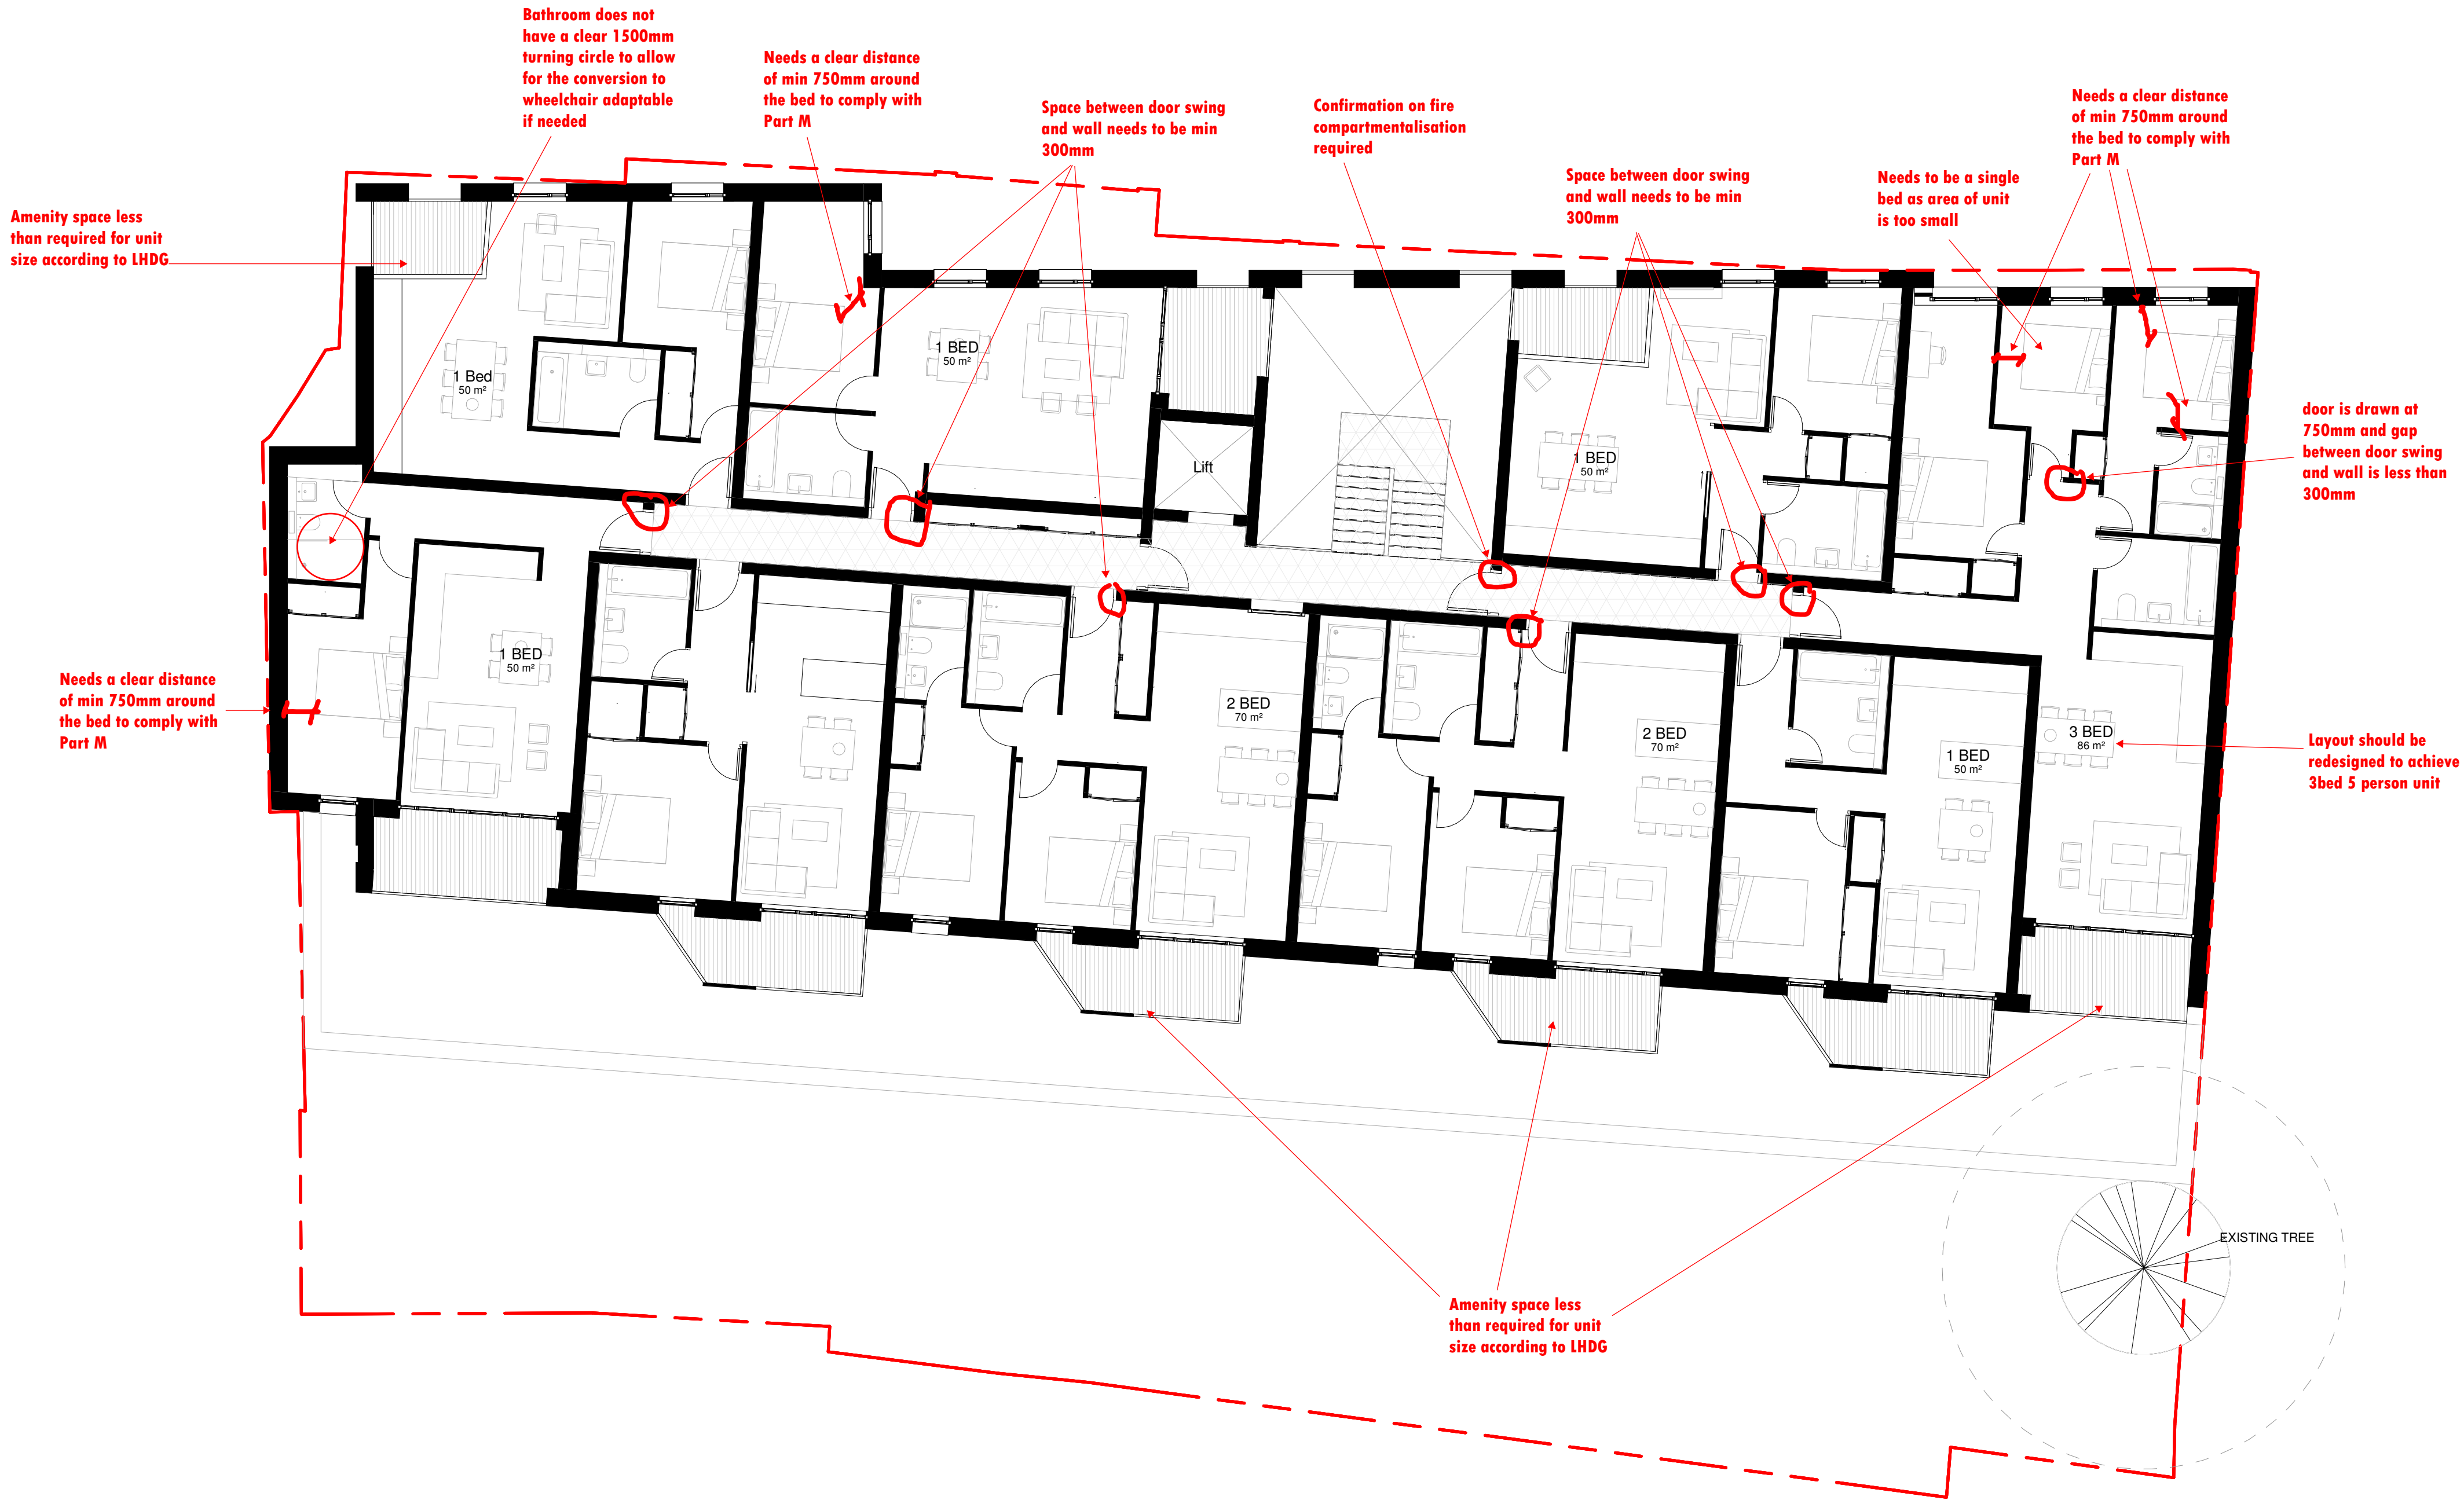 Bathroom does not
have a clear 1500mm
turning circle to allow
for the conversion to
wheelchair adaptable
if needed
Needs a clear distance
of min 750mm around
the bed to comply with
Part M
Space between door swing
and wall needs to be min
300mm
Confirmation on fire
compartmentalisation
required
Space between door swing
and wall needs to be min
300mm
Needs to be a single
bed as area of unit
is too small
Needs a clear distance
of min 750mm around
the bed to comply with
Part M
Amenity space less
than required for unit
size according to LHDG
1 Bed
50 m²
1 BED
50 m²
Lift
1 BED
50 m²
door is drawn at
750mm and gap
between door swing
and wall is less than
300mm
Needs a clear distance
of min 750mm around
the bed to comply with
Part M
1 BED
50 m²
2 BED
70 m²
2 BED
70 m²
1 BED
50 m²
3 BED
86 m²
Layout should be
redesigned to achieve
3bed 5 person unit
EXISTING TREE
Amenity space less
than required for unit
size according to LHDG